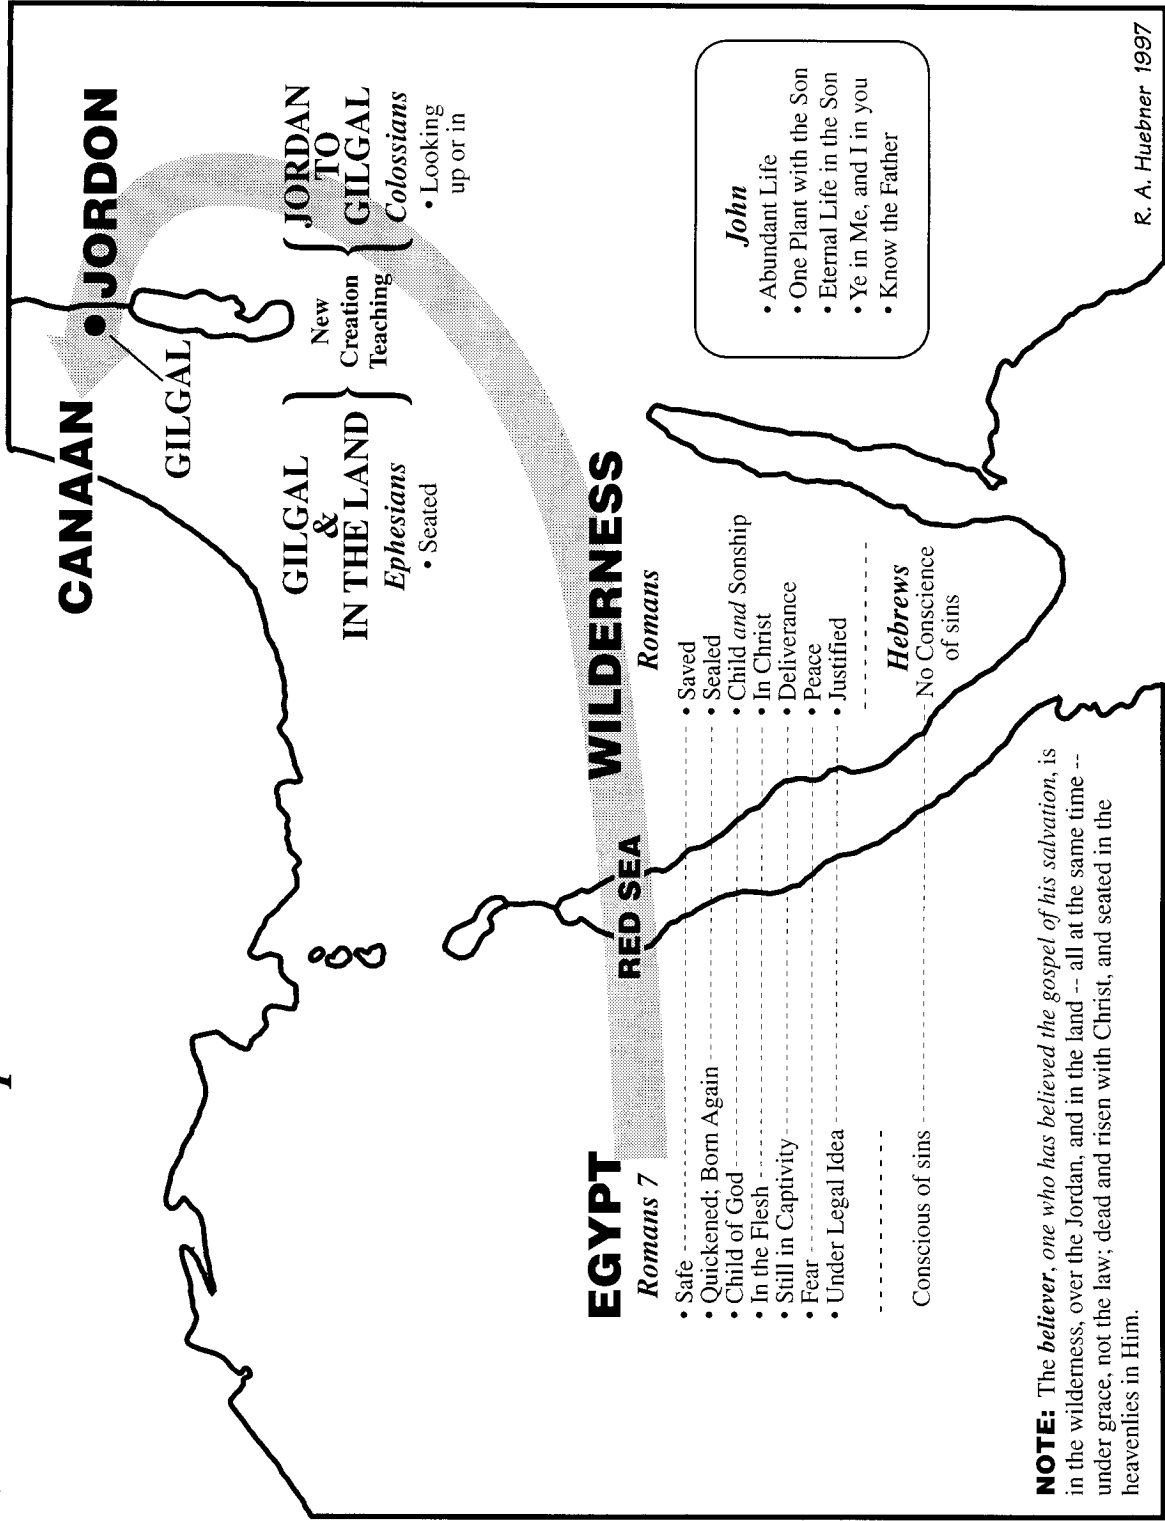 CANAAN
JORDON
GILGAL
GILGAL
&
IN THE LAND
Ephesians
• Seated
New
Creation
Teaching
JORDAN
TO
GILGAL
Colossians
• Looking
up or in
EGYPT
RED SEA
WILDERNESS
Romans 7
• Safe
• Quickened; Born Again
• Child of God
• In the Flesh
• Still in Captivity
• Fear
• Under Legal Idea
Conscious of sins
Romans
• Saved
• Sealed
• Child and Sonship
• In Christ
• Deliverance
• Peace
• Justified
Hebrews
No Conscience
of sins
John
• Abundant Life
• One Plant with the Son
• Eternal Life in the Son
• Ye in Me, and I in you
• Know the Father
NOTE: The believer, one who has believed the gospel of his salvation, is
in the wilderness, over the Jordan, and in the land -- all at the same time --
under grace, not the law; dead and risen with Christ, and seated in the
heavenlies in Him.
R. A. Huebner 1997